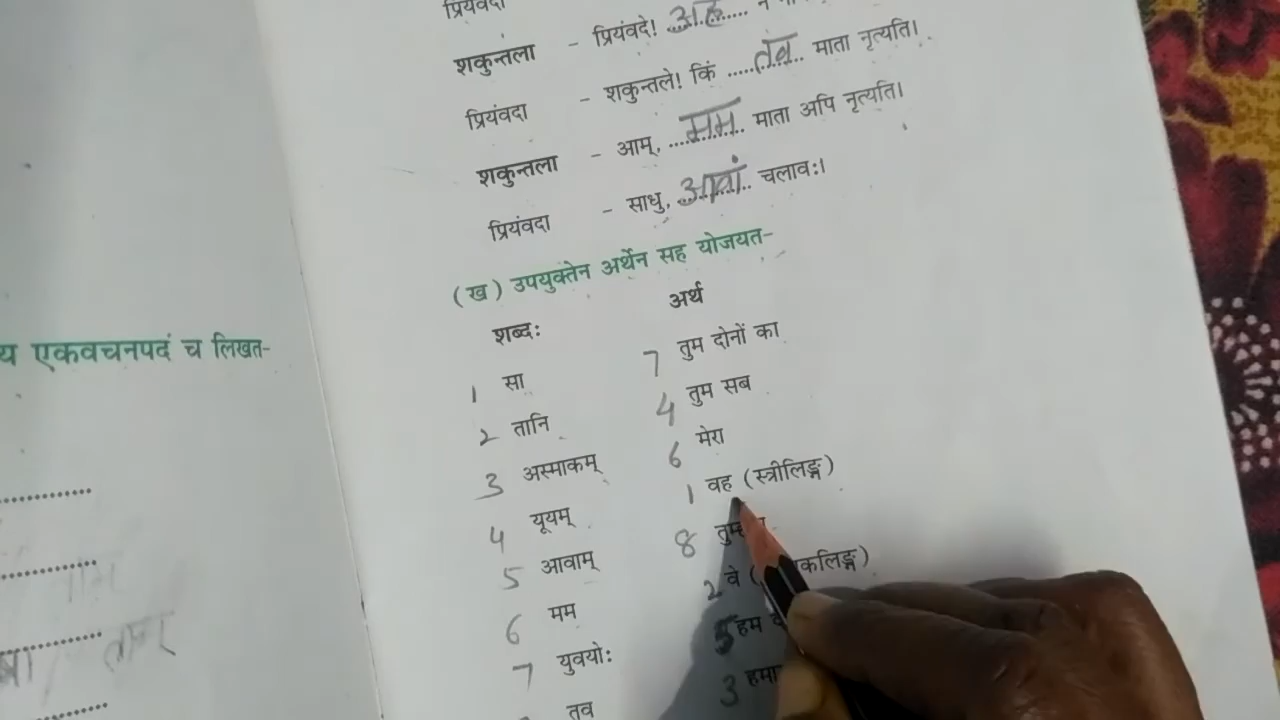 प्रियंवदा
शकुन्तला - प्रियंवदे!
प्रियंवदा - शकुन्तले! किं ..... तव .. माता नृत्यति।
शकुन्तला - आम्, ..... मम .. माता अपि नृत्यति।
प्रियंवदा - साधु, ..... आवां .. चलावः।
(ख) उपयुक्तेन अर्थेन सह योजयत-
शब्दः अर्थ
1 सा 7 तुम दोनों का
2 तानि 4 तुम सब
3 अस्माकम् 6 मेरा
4 यूयम् 1 वह (स्त्रीलिङ्ग)
5 आवाम् 8
6 मम 2 वे (
7 युवयोः 5 हम
तव 3
य एकवचनपदं च लिखत-